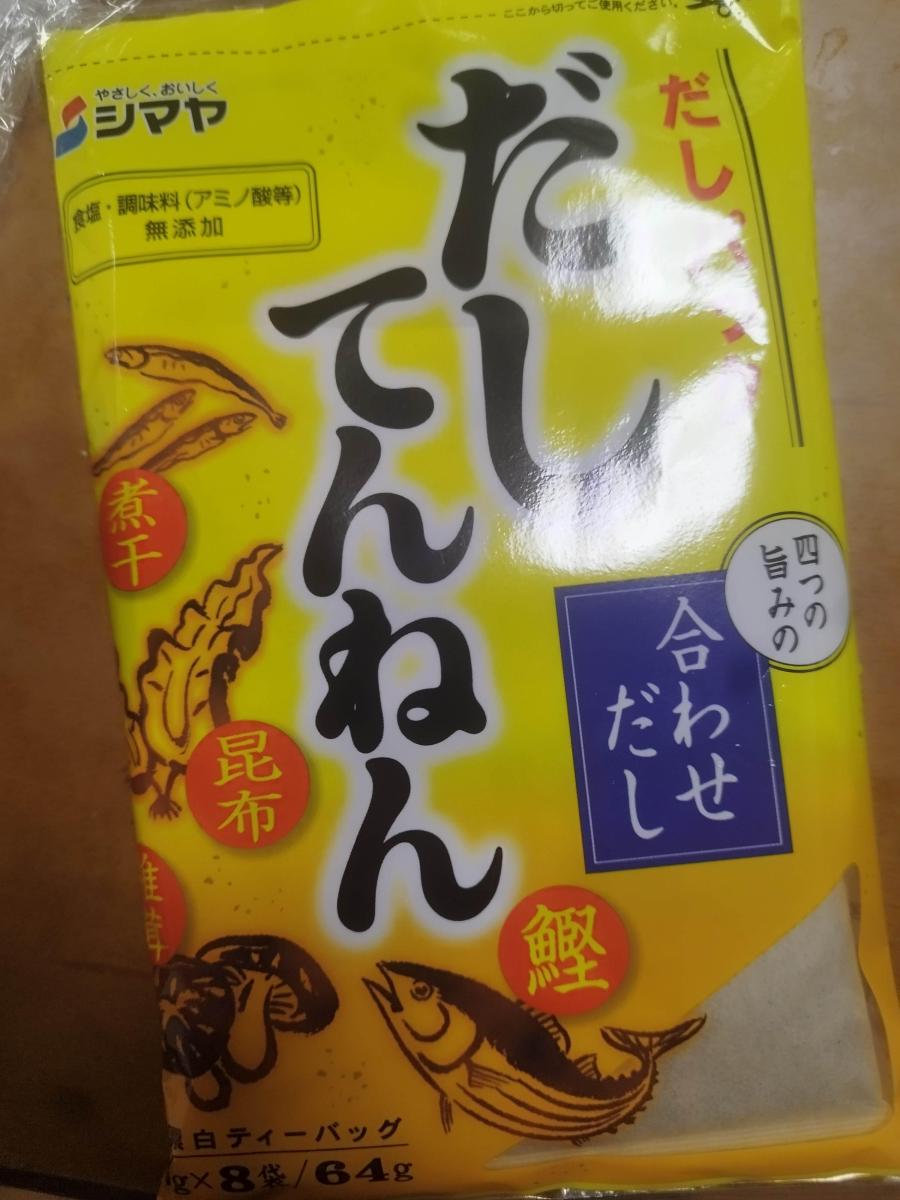 ここから切ってご使用ください。
やさしく、おいしく
シマヤ
食塩・調味料(アミノ酸等)
無添加
だし
だし
てんねん
四つの
旨みの
合わせ
だし
煮干
昆布
椎茸
鰹
白ティーバッグ
g×8袋/64g